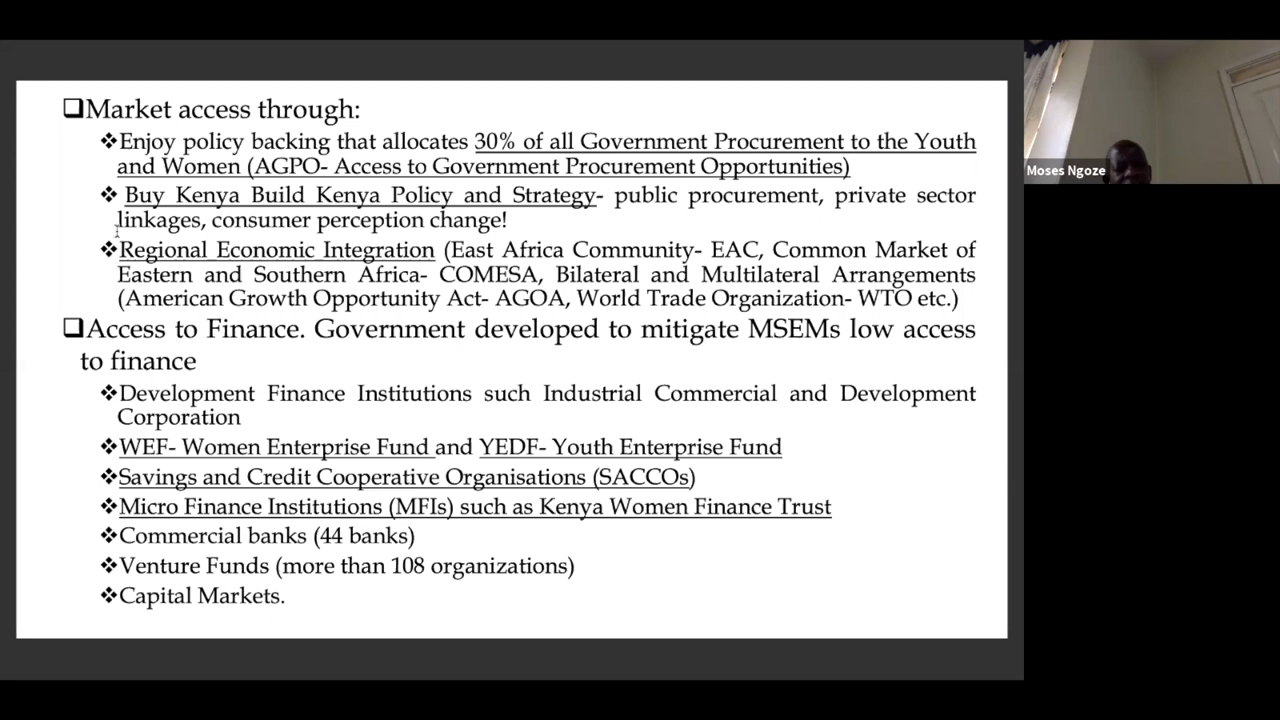 ❑Market access through:
❖Enjoy policy backing that allocates 30% of all Government Procurement to the Youth
and Women (AGPO- Access to Government Procurement Opportunities)
❖ Buy Kenya Build Kenya Policy and Strategy- public procurement, private sector
linkages, consumer perception change!
❖Regional Economic Integration (East Africa Community- EAC, Common Market of
Eastern and Southern Africa- COMESA, Bilateral and Multilateral Arrangements
(American Growth Opportunity Act- AGOA, World Trade Organization- WTO etc.)
❑Access to Finance. Government developed to mitigate MSEMs low access
to finance
❖Development Finance Institutions such Industrial Commercial and Development
Corporation
❖WEF- Women Enterprise Fund and YEDF- Youth Enterprise Fund
❖Savings and Credit Cooperative Organisations (SACCOs)
❖Micro Finance Institutions (MFIs) such as Kenya Women Finance Trust
❖Commercial banks (44 banks)
❖Venture Funds (more than 108 organizations)
❖Capital Markets.
Moses Ngoze